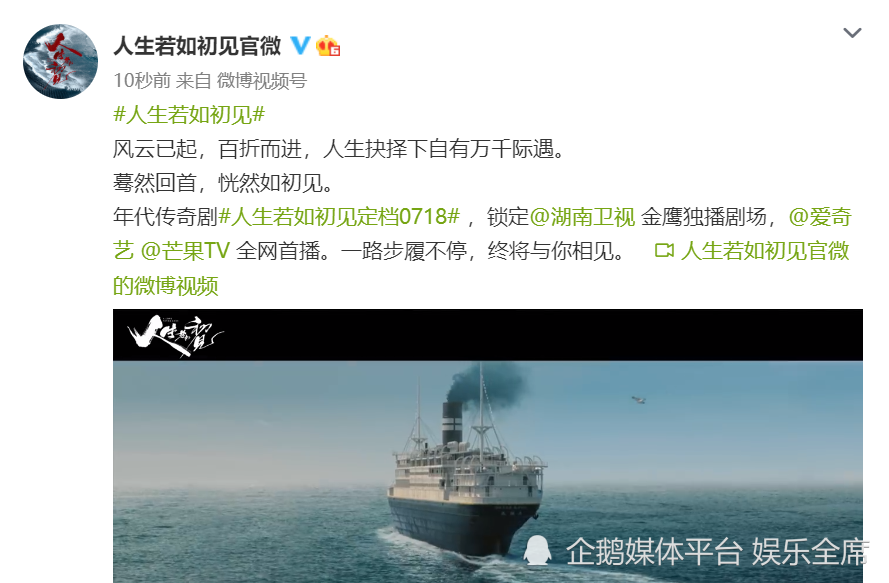 人生若如初见官微
10秒前 来自 微博视频号
#人生若如初见#
风云已起，百折而进，人生抉择下自有万千际遇。
蓦然回首，恍然如初见。
年代传奇剧#人生若如初见定档0718# ，锁定@湖南卫视 金鹰独播剧场，@爱奇
艺 @芒果TV 全网首播。一路步履不停，终将与你相见。 人生若如初见官微
的微博视频
人生若如初见
企鹅媒体平台 娱乐全席